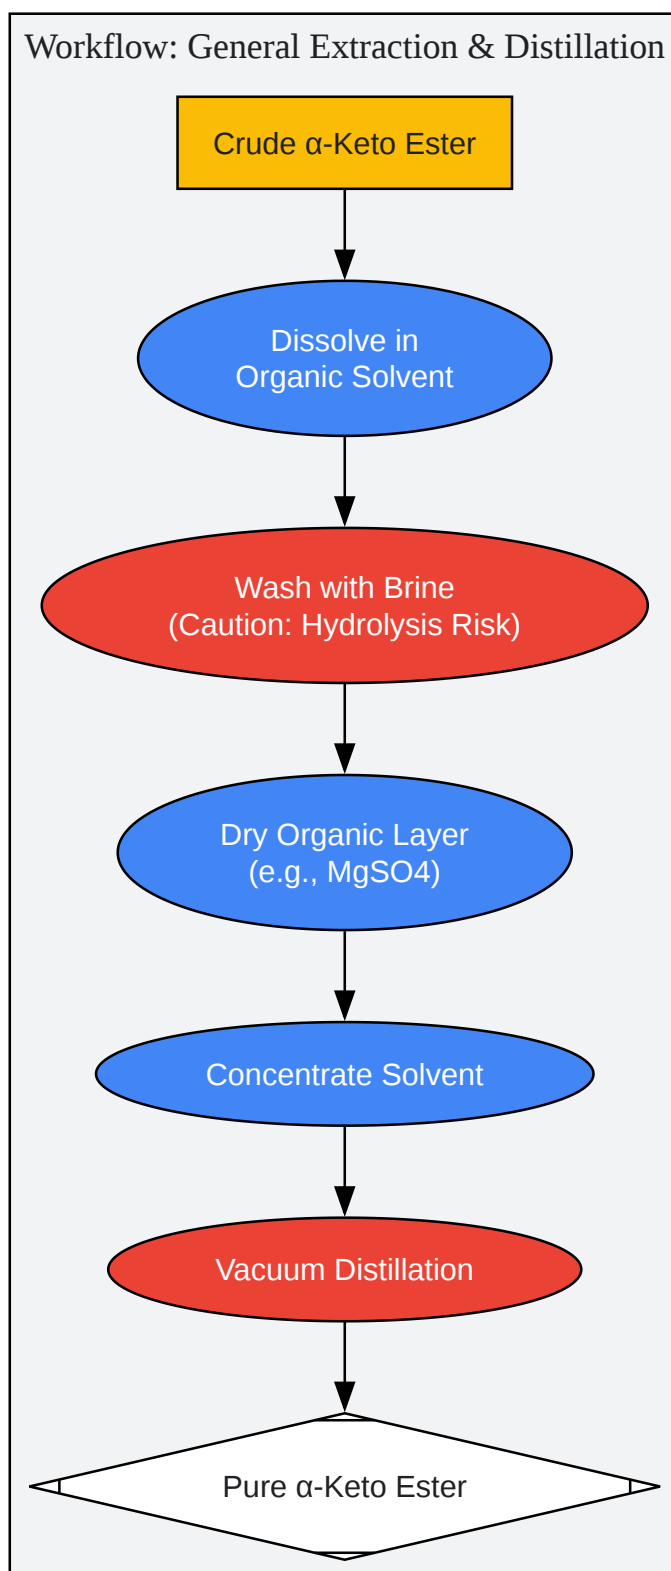 Workflow: General Extraction & Distillation
Crude α-Keto Ester
Dissolve in
Organic Solvent
Wash with Brine
(Caution: Hydrolysis Risk)
Dry Organic Layer
(e.g., MgSO4)
Concentrate Solvent
Vacuum Distillation
Pure α-Keto Ester